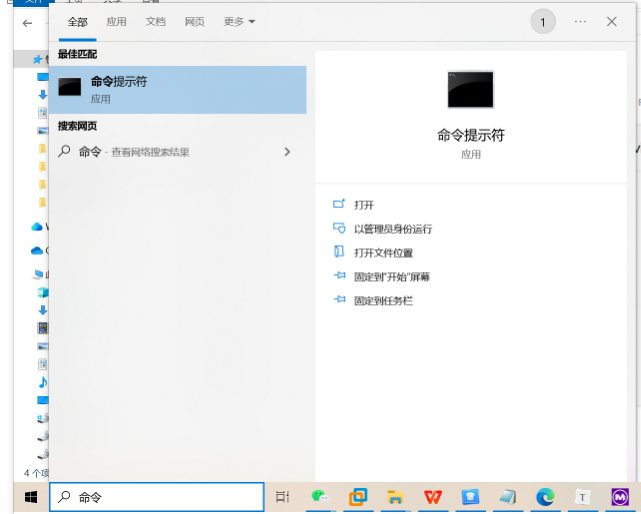 全部 应用 文档 网页 更多
1
最佳匹配
命令提示符
应用
搜索网页
命令 - 查看网络搜索结果
命令提示符
应用
打开
以管理员身份运行
打开文件位置
固定到"开始"屏幕
固定到任务栏
4 个项
命令